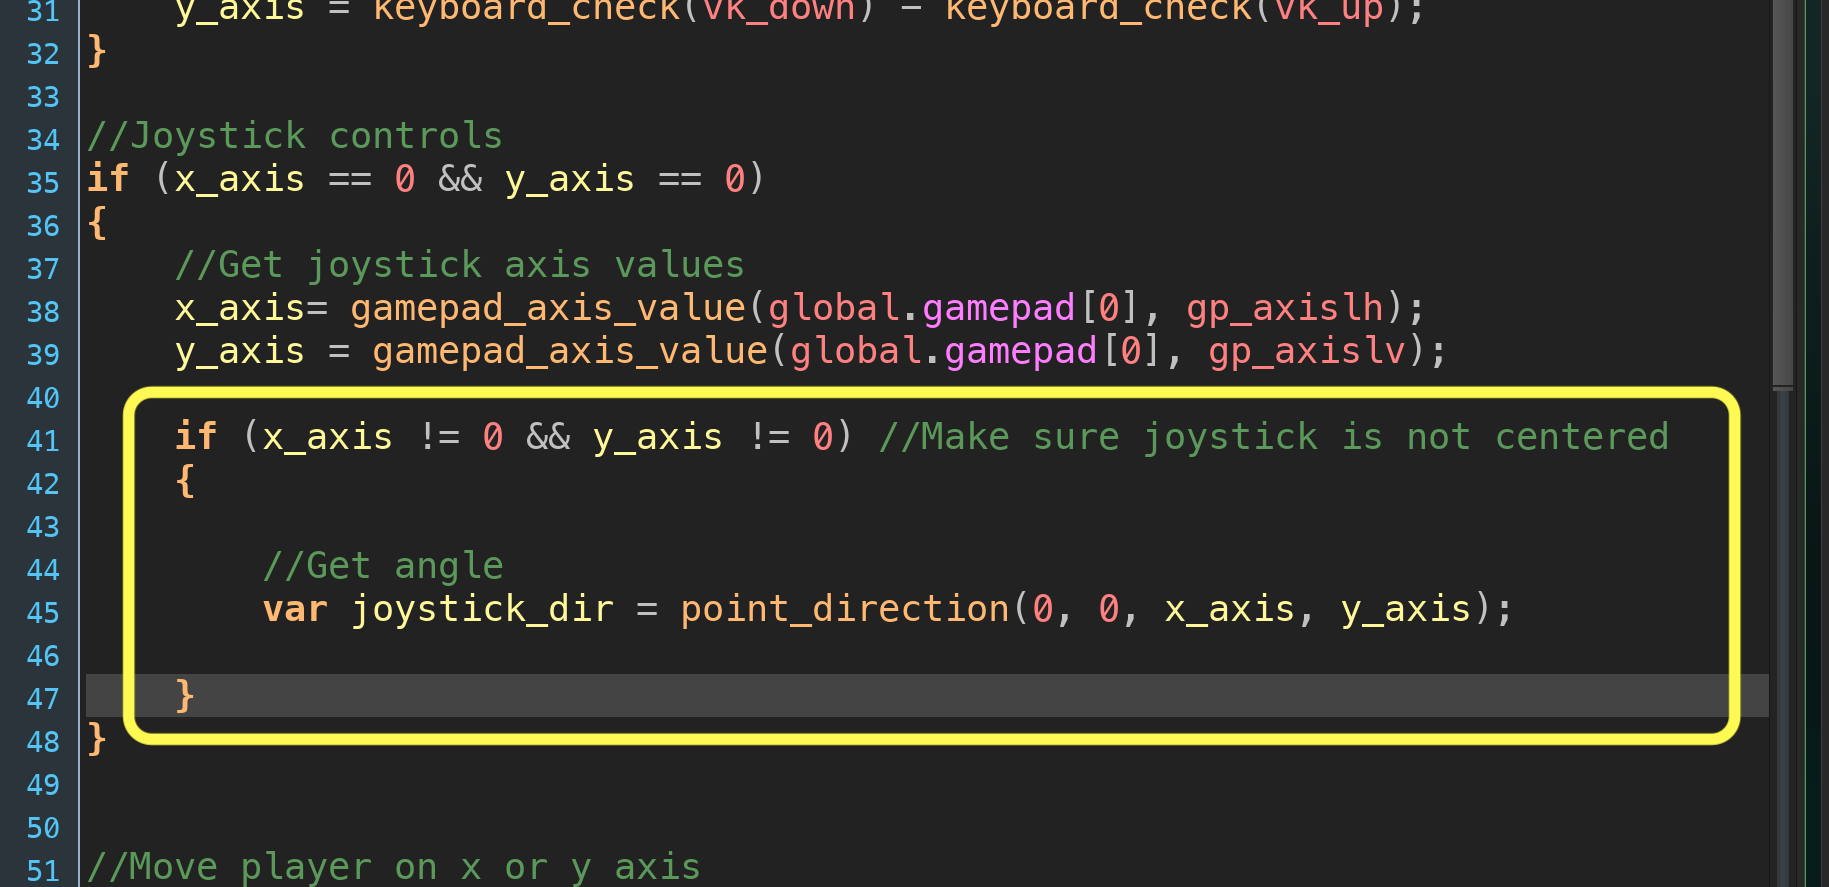 31 y_axis = keyboard_check(vk_down) - keyboard_check(vk_up);
32 }
33
34 //Joystick controls
35 if (x_axis == 0 && y_axis == 0)
36 {
37 //Get joystick axis values
38 x_axis= gamepad_axis_value(global.gamepad[0], gp_axislh);
39 y_axis = gamepad_axis_value(global.gamepad[0], gp_axislv);
40
41 if (x_axis != 0 && y_axis != 0) //Make sure joystick is not centered
42 {
43
44 //Get angle
45 var joystick_dir = point_direction(0, 0, x_axis, y_axis);
46
47 }
48 }
49
50
51 //Move player on x or y axis